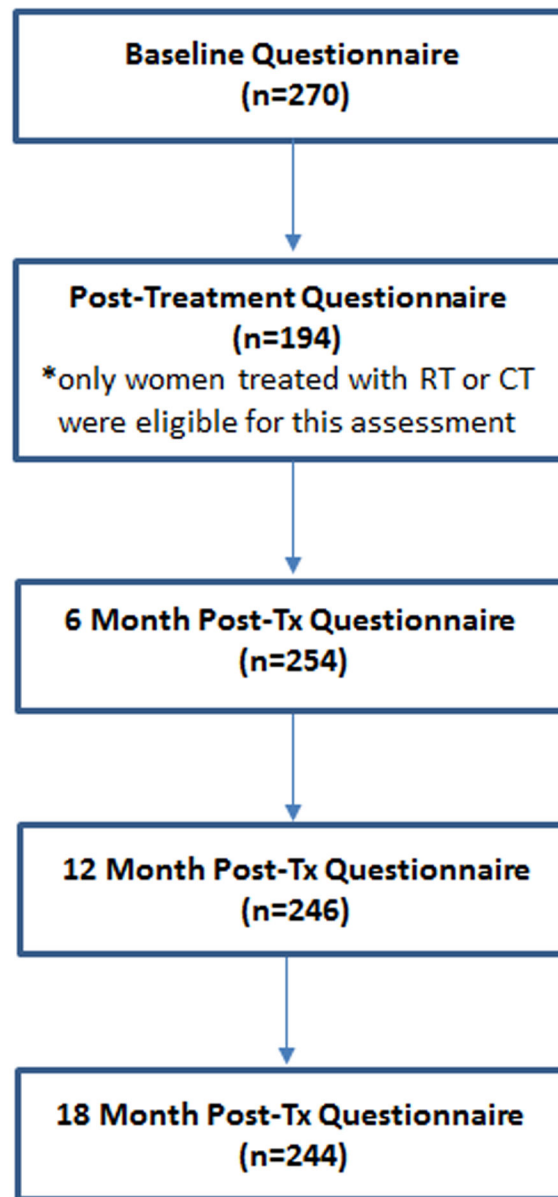 Baseline Questionnaire
(n=270)
Post-Treatment Questionnaire
(n=194)
*only women treated with RT or CT
were eligible for this assessment
6 Month Post-Tx Questionnaire
(n=254)
12 Month Post-Tx Questionnaire
(n=246)
18 Month Post-Tx Questionnaire
(n=244)